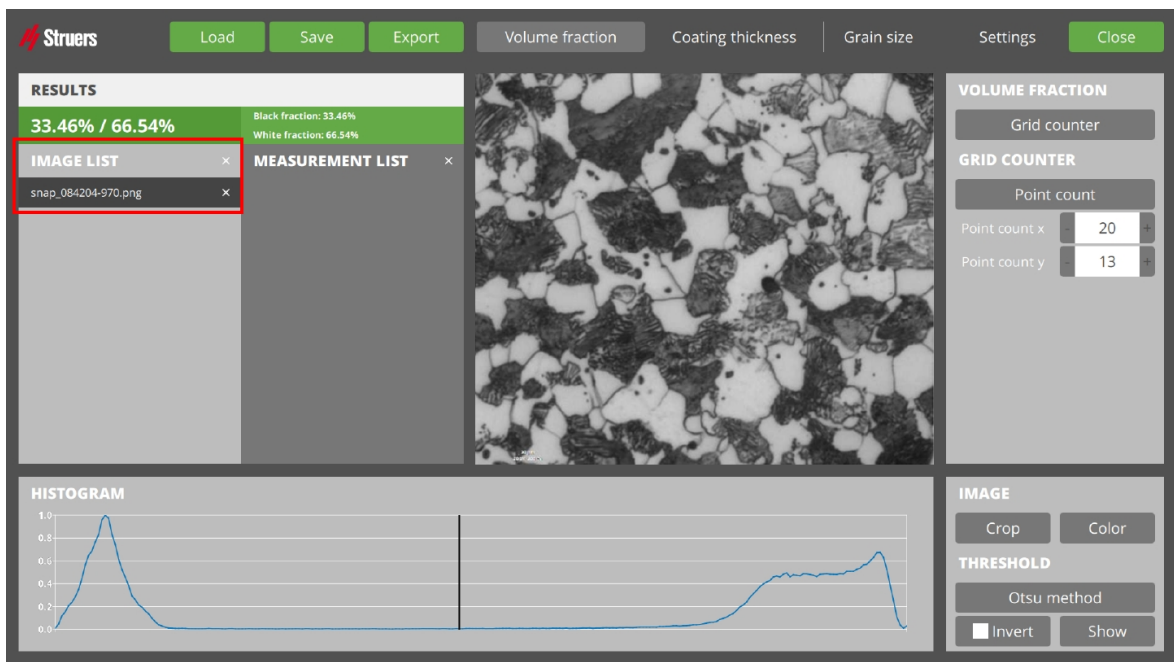 Struers
Load
Save
Export
Volume fraction
Coating thickness
Grain size
Settings
Close
RESULTS
33.46% / 66.54%
Black fraction: 33.46%
White fraction: 66.54%
IMAGE LIST ×
snap_084204-970.png ×
MEASUREMENT LIST ×
VOLUME FRACTION
Grid counter
GRID COUNTER
Point count
Point count x - 20 +
Point count y - 13 +
HISTOGRAM
1.0
0.8
0.6
0.4
0.2
0.0
IMAGE
Crop
Color
THRESHOLD
Otsu method
Invert
Show